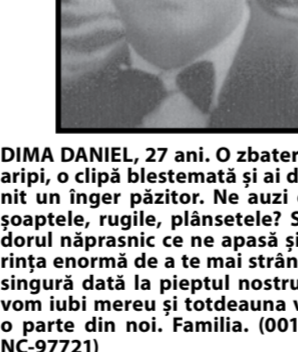 DIMA DANIEL, 27 ani. O zbater
aripi, o clipă blestemată și ai d
nit un înger păzitor. Ne auzi
șoaptele, rugile, plânsetele? S
dorul năprasnic ce ne apasă și
rința enormă de a te mai strân
singură dată la pieptul nostru
vom iubi mereu și totdeauna v
o parte din noi. Familia. (001
NC-97721)